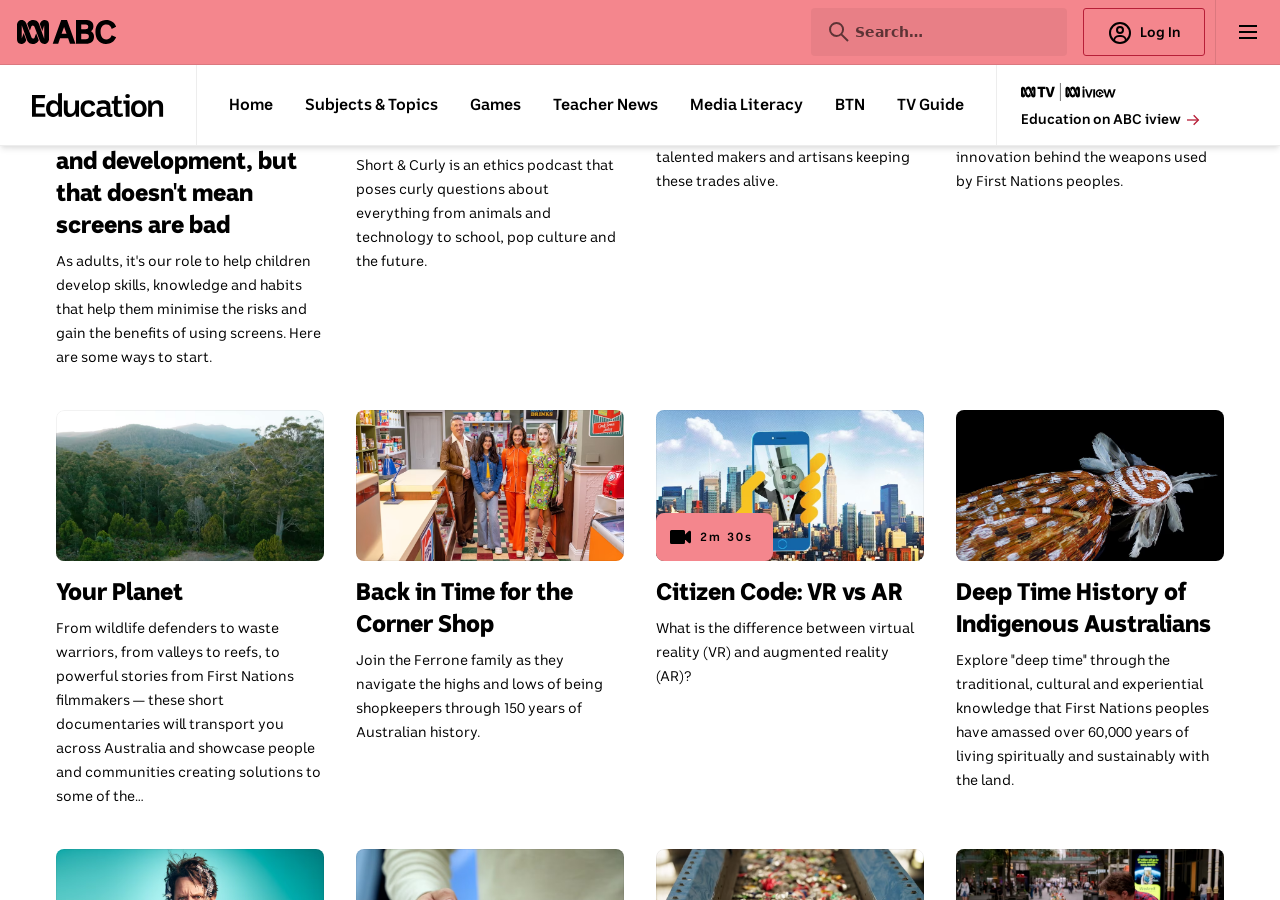 ABC
Search...
Log In
Education
Home
Subjects & Topics
Games
Teacher News
Media Literacy
BTN
TV Guide
TV
iview
Education on ABC iview
and development, but
that doesn't mean
screens are bad
As adults, it's our role to help children
develop skills, knowledge and habits
that help them minimise the risks and
gain the benefits of using screens. Here
are some ways to start.
Short & Curly is an ethics podcast that
poses curly questions about
everything from animals and
technology to school, pop culture and
the future.
talented makers and artisans keeping
these trades alive.
innovation behind the weapons used
by First Nations peoples.
Your Planet
From wildlife defenders to waste
warriors, from valleys to reefs, to
powerful stories from First Nations
filmmakers — these short
documentaries will transport you
across Australia and showcase people
and communities creating solutions to
some of the...
DRINKS
Back in Time for the
Corner Shop
Join the Ferrone family as they
navigate the highs and lows of being
shopkeepers through 150 years of
Australian history.
2m 30s
Citizen Code: VR vs AR
What is the difference between virtual
reality (VR) and augmented reality
(AR)?
Deep Time History of
Indigenous Australians
Explore "deep time" through the
traditional, cultural and experiential
knowledge that First Nations peoples
have amassed over 60,000 years of
living spiritually and sustainably with
the land.